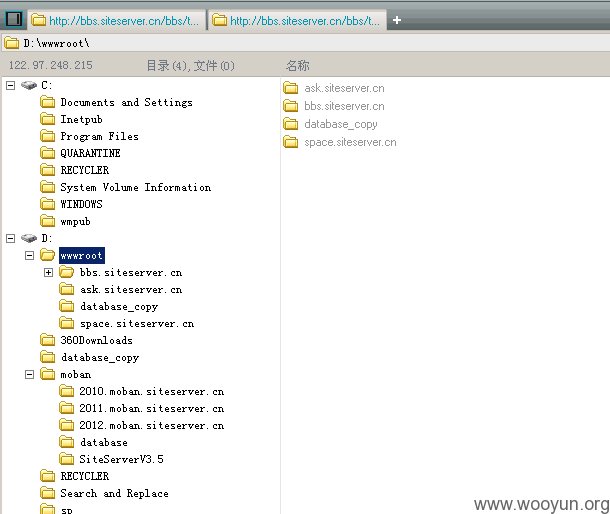 http://bbs.siteserver.cn/bbs/t... http://bbs.siteserver.cn/bbs/t... +
D:\wwwroot\
122.97.248.215 目录(4),文件(0) 名称
C:
Documents and Settings
Inetpub
Program Files
QUARANTINE
RECYCLER
System Volume Information
WINDOWS
wmpub
D:
wwwroot
bbs.siteserver.cn
ask.siteserver.cn
database_copy
space.siteserver.cn
360Downloads
database_copy
moban
2010.moban.siteserver.cn
2011.moban.siteserver.cn
2012.moban.siteserver.cn
database
SiteServerV3.5
RECYCLER
Search and Replace
sp
ask.siteserver.cn
bbs.siteserver.cn
database_copy
space.siteserver.cn
www.wooyun.org